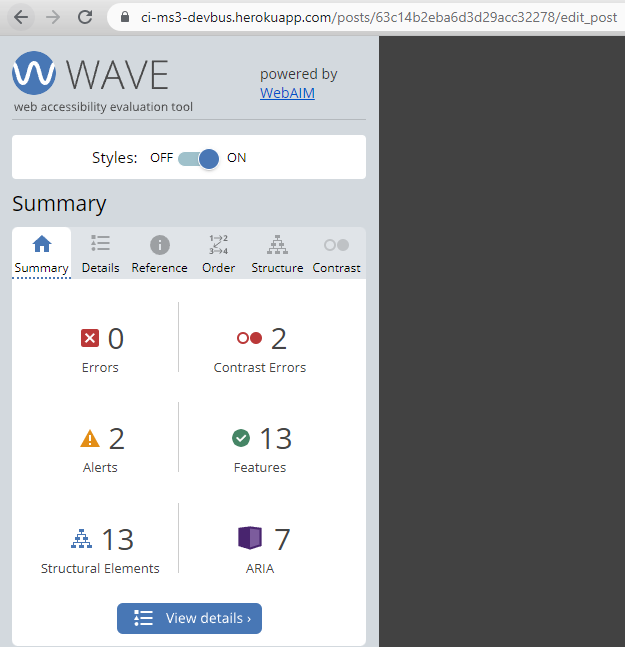 ci-ms3-devbus.herokuapp.com/posts/63c14b2eba6d3d29acc32278/edit_post
WAVE
web accessibility evaluation tool
powered by
WebAIM
Styles: OFF ON
Summary
Summary Details Reference Order Structure Contrast
0 2
Errors Contrast Errors
2 13
Alerts Features
13 7
Structural Elements ARIA
View details ›